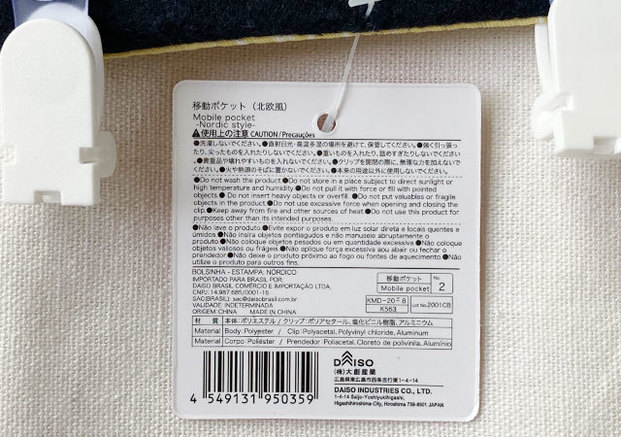 移動ポケット（北欧風）
Mobile pocket
-Nordic style-
⚠使用上の注意 CAUTION/Precauções
●洗濯しないでください。●直射日光・高温多湿の場所を避けて、保管してください。●強く引っ張っ
たり、尖ったものを入れたりしないでください。●重いものを入れたり、詰めすぎたりしないでください。
●貴重品や壊れやすいものを入れないでください。●クリップを開閉の際に、無理な力を加えないで
ください。●火や熱源のそばに置かないでください。●本来の用途以外に使用しないでください。
●Do not wash the product ●Do not store in a place subject to direct sunlight or
high temperature and humidity ●Do not pull it with force or fill with pointed
objects.● Do not insert heavy objects or overfill. ●Do not put valuables or fragile
objects in the product ●Do not use excessive force when opening and closing the
clip ●Keep away from fire and other sources of heat ●Do not use this product for
purposes other than its intended purposes
●Não lave o produto ●Evite expor o produto em luz solar direta e locais quentes e
úmidos ●Não insira objetos pontiagudos e não manuseie abruptamente o
produto ●Não coloque objetos pesados ou em quantidade excessiva ●Não coloque
objetos valiosos ou frágeis ●Não aplique força excessiva aou abair ou fechar o
prendedor ●Não deixe o produto próximo ao fogo ou fontes de aquecimento. ●Não
utilize o produto para outros fins.
BOLSINHA - ESTAMPA: NÓRDICO
IMPORTADO PARA BRASIL POR:
DAISO BRASIL COMÉRCIO E IMPORTAÇÃO LTDA.
CNPJ: 14.967.685/0001-16
SAC(BRASIL): sac@daisobrasil.com.br
VALIDADE: INDETERMINADA
ORIGEM CHINA MADE IN CHINA
移動ポケット
Mobile pocket
No
2
KMD-20 8
K563
Lot No.2001CB
材 質 本体：ポリエステル / クリップ：ポリアセタール、塩化ビニル樹脂、アルミニウム
Material Body:Polyester / Clip :Polyacetal, Polyvinyl chloride, Aluminum
Material Corpo:Poliéster / Prendedor :Poliacetal, Cloreto de polivinila, Alumínio
4 549131 950359
DAISO
(株)大創産業
広島県東広島市西条吉行東1-4-14
DAISO INDUSTRIES CO., LTD.
1-4-14 Saijo-Yoshiyukihigashi,
Higashihiroshima-City, Hiroshima 739-8501 JAPAN